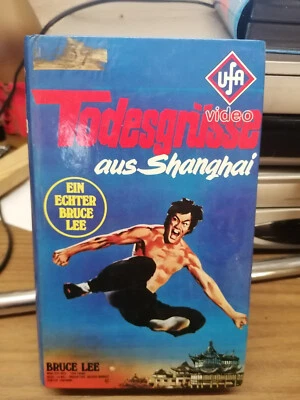 UfA
video
Todesgrüsse
aus Shanghai
EIN
ECHTER
BRUCE
LEE
BRUCE LEE